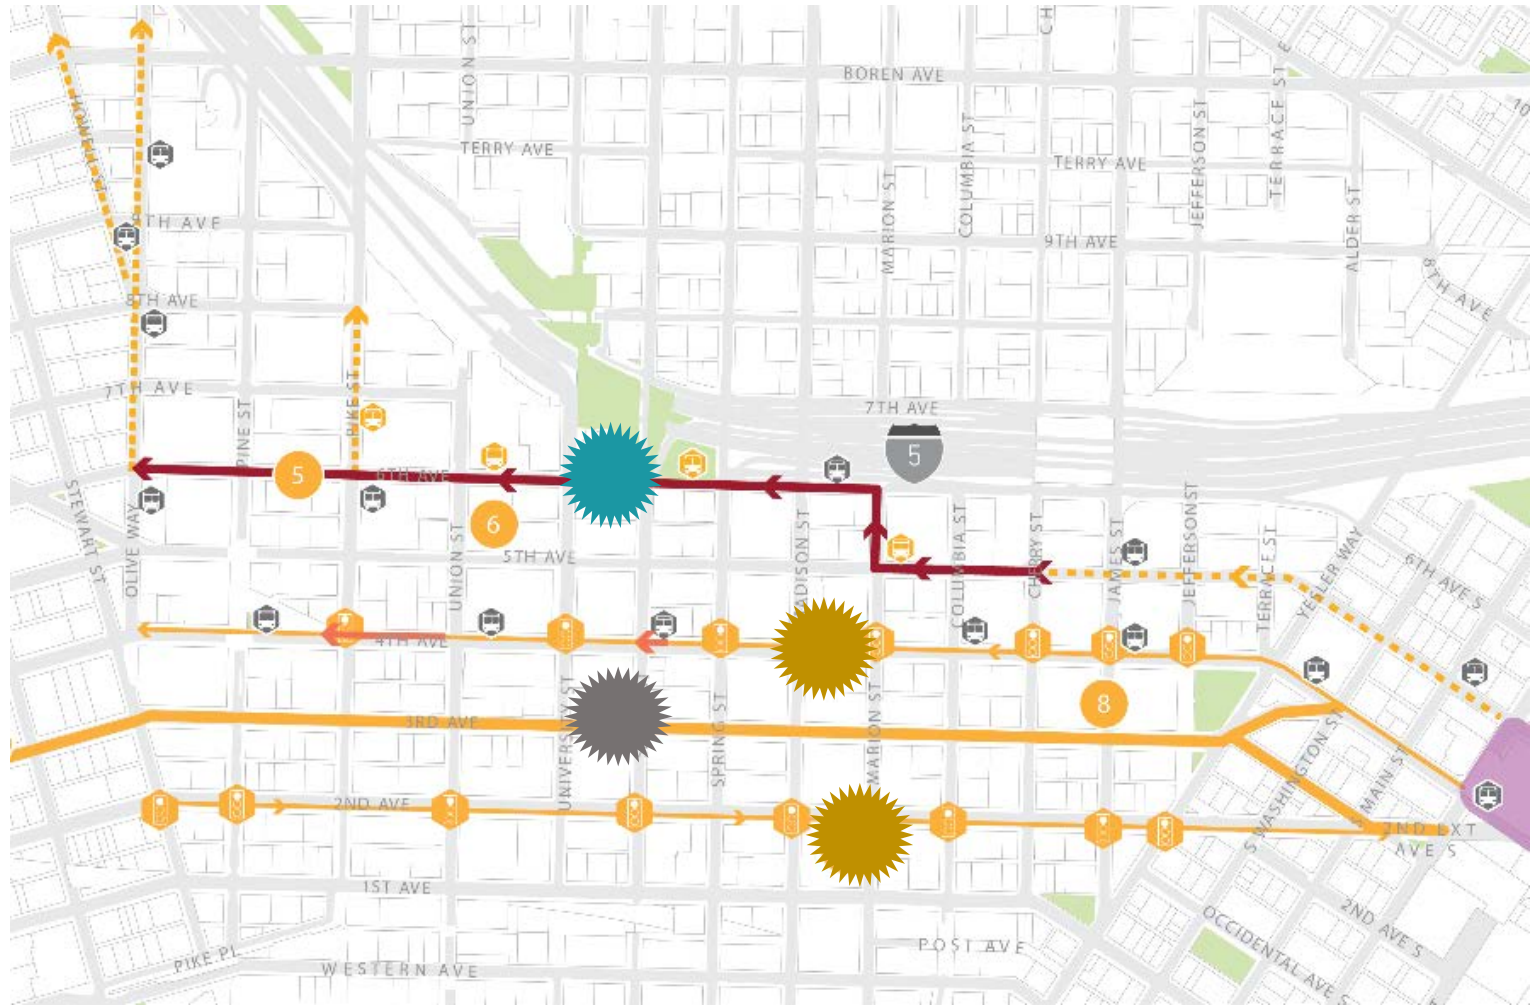 UNION ST
BOREN AVE
HOWELL ST
TERRY AVE
COLUMBIA ST
TERRY AVE
JEFFERSON ST
TERRACE ST
10
9TH AVE
MARION ST
9TH AVE
ALDER ST
8TH AVE
8TH AVE
7TH AVE
PIKE ST
PINE ST
7TH AVE
5
5
6TH AVE
6
STEWART ST
OLIVE WAY
UNION ST
5TH AVE
ADISON ST
COLUMBIA ST
CHERRY ST
JAMES ST
JEFFERSON ST
TERRACE ST
YESLER WAY
6TH AVE S
4TH AVE
8
3RD AVE
SPRING ST
MARION ST
S WASHINGTON ST
MAIN ST
2ND AVE
2ND EXT
AVE S
1ST AVE
2ND AVE S
OCCIDENTAL AVE S
POST AVE
PIKE PL
WESTERN AVE